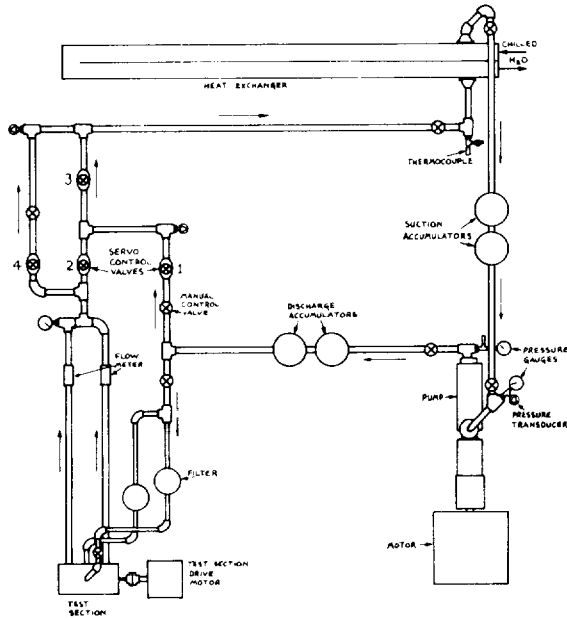 CHILLED
H₂O
HEAT EXCHANGER
THERMOCOUPLE
3
SUCTION
ACCUMULATORS
SERVO
CONTROL
VALVES
4
2
1
MANUAL
CONTROL
VALVE
DISCHARGE
ACCUMULATORS
FLOW
METER
PRESSURE
GAUGES
PUMP
PRESSURE
TRANSDUCER
FILTER
MOTOR
TEST SECTION
DRIVE
MOTOR
TEST
SECTION